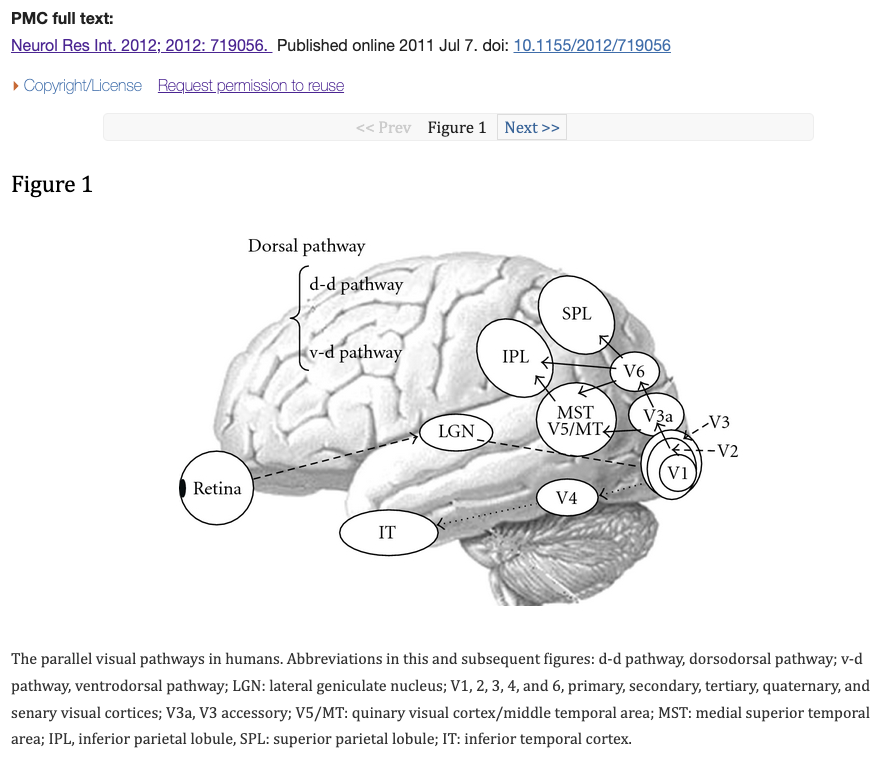 PMC full text:
Neurol Res Int. 2012; 2012: 719056. Published online 2011 Jul 7. doi: 10.1155/2012/719056
Copyright/License Request permission to reuse
<< Prev Figure 1 Next >>
Figure 1
Dorsal pathway
d-d pathway
v-d pathway
SPL
IPL
V6
MST
V5/MT
V3a
V3
V2
V1
LGN
Retina
V4
IT
The parallel visual pathways in humans. Abbreviations in this and subsequent figures: d-d pathway, dorsodorsal pathway; v-d
pathway, ventrodorsal pathway; LGN: lateral geniculate nucleus; V1, 2, 3, 4, and 6, primary, secondary, tertiary, quaternary, and
senary visual cortices; V3a, V3 accessory; V5/MT: quinary visual cortex/middle temporal area; MST: medial superior temporal
area; IPL, inferior parietal lobule, SPL: superior parietal lobule; IT: inferior temporal cortex.